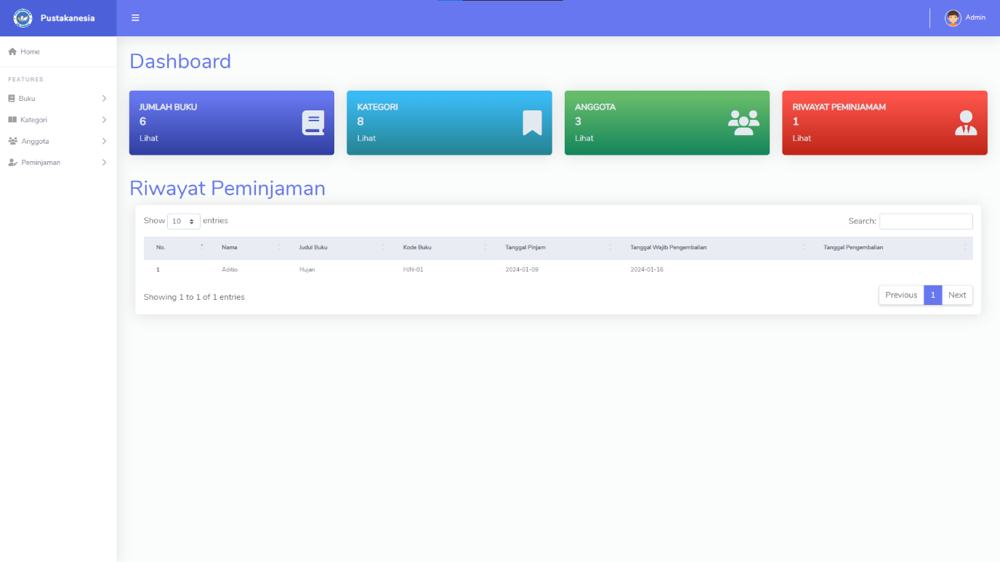 Pustakanesia
Admin
Home
FEATURES
Buku
Kategori
Anggota
Peminjaman
Dashboard
JUMLAH BUKU
6
Lihat
KATEGORI
8
Lihat
ANGGOTA
3
Lihat
RIWAYAT PEMINJAMAM
1
Lihat
Riwayat Peminjaman
Show 10 entries
Search:
No. Nama Judul Buku Kode Buku Tanggal Pinjam Tanggal Wajib Pengembalian Tanggal Pengembalian
1 Aditio Hujan HJN-01 2024-01-09 2024-01-16
Showing 1 to 1 of 1 entries
Previous 1 Next